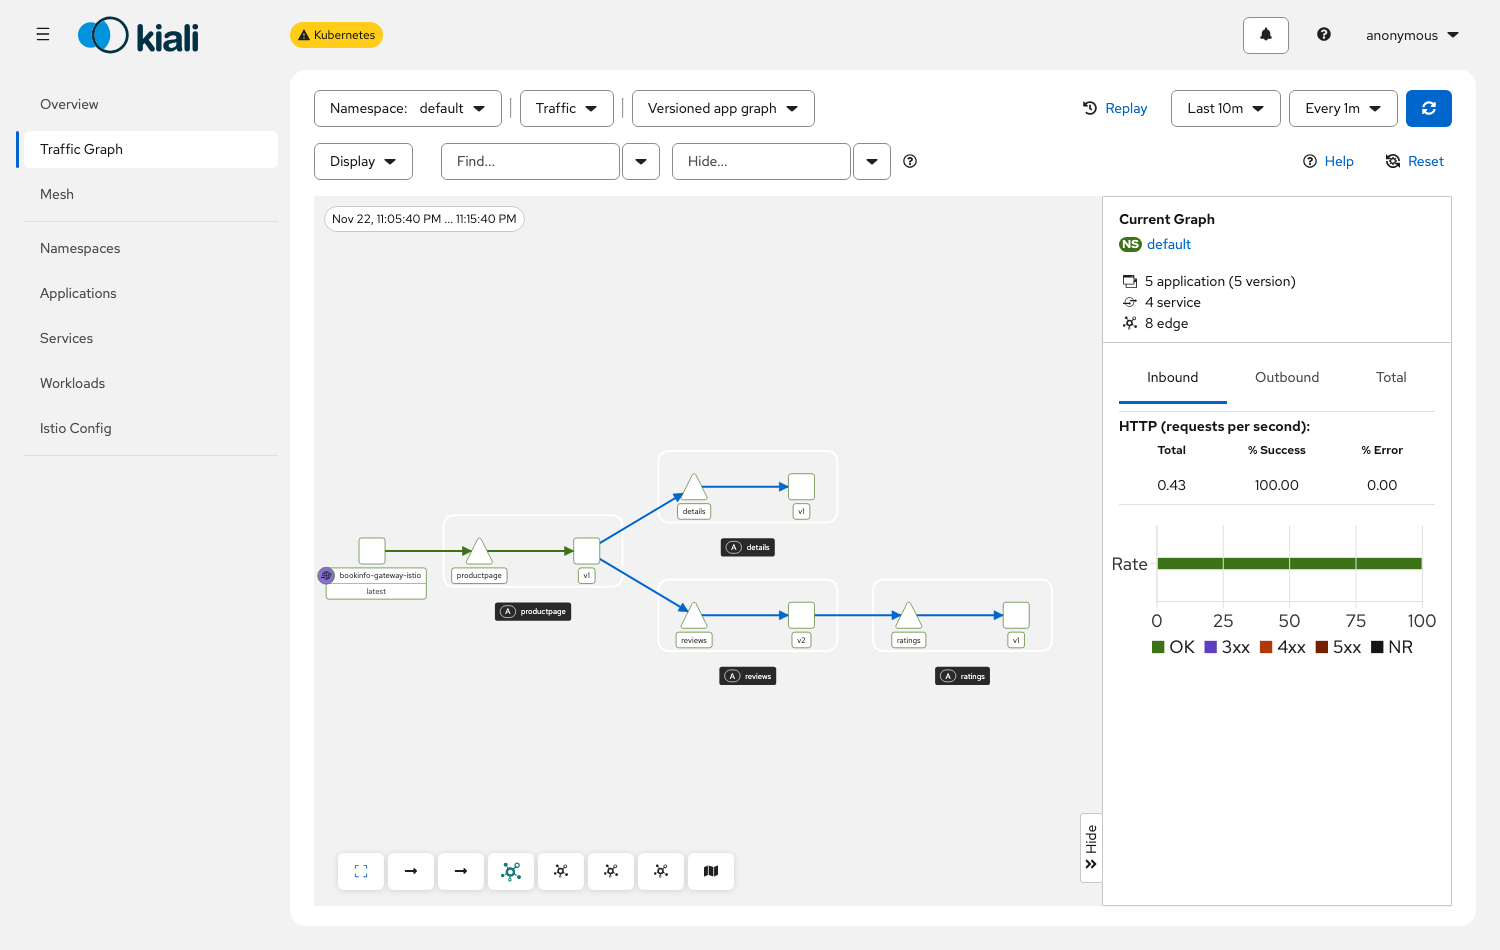 kiali
Kubernetes
anonymous
Overview
Traffic Graph
Mesh
Namespaces
Applications
Services
Workloads
Istio Config
Namespace: default
Traffic
Versioned app graph
Replay
Last 10m
Every 1m
Display
Find...
Hide...
Help
Reset
Nov 22, 11:05:40 PM ... 11:15:40 PM
bookinfo-gateway-istio
latest
productpage
v1
A productpage
details
v1
A details
reviews
v2
A reviews
ratings
v1
A ratings
Hide
Current Graph
NS default
5 application (5 version)
4 service
8 edge
Inbound Outbound Total
HTTP (requests per second):
Total % Success % Error
0.43 100.00 0.00
Rate
0 25 50 75 100
OK 3xx 4xx 5xx NR